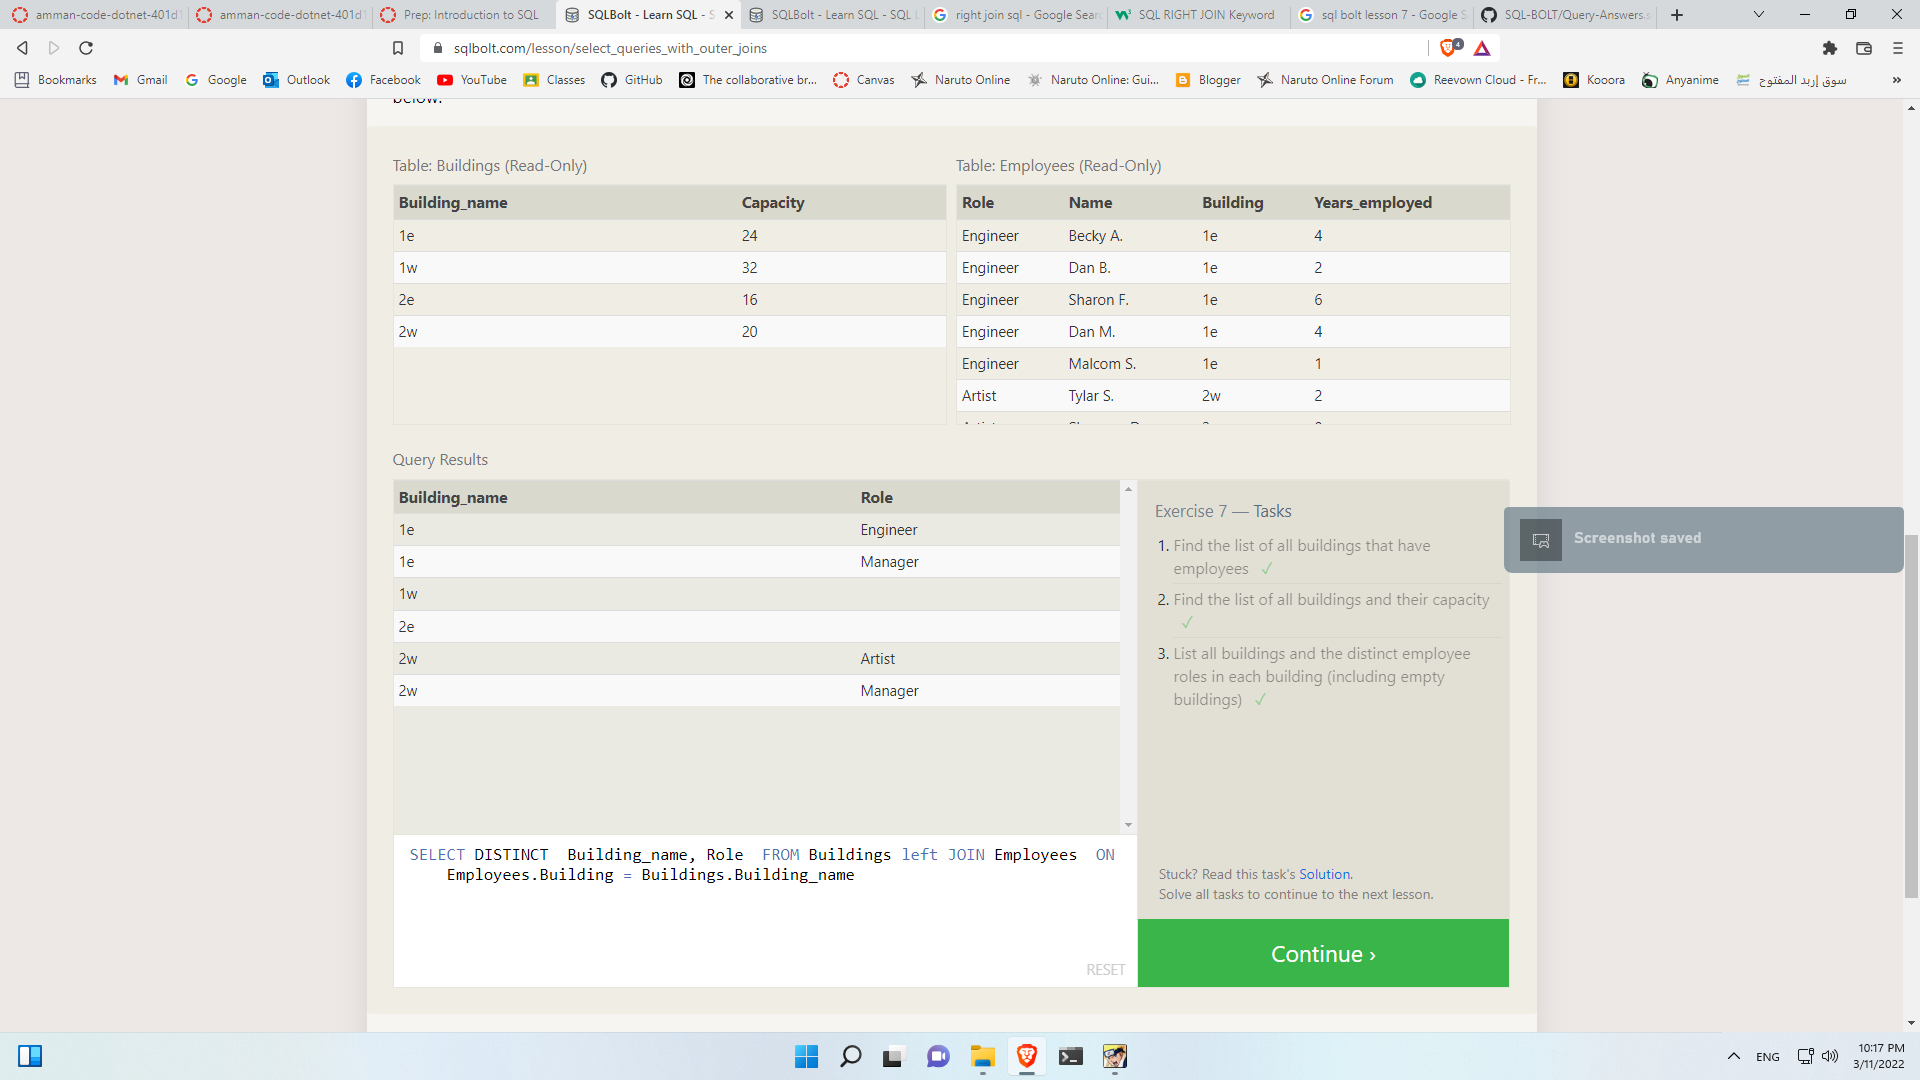 amman-code-dotnet-401d1
amman-code-dotnet-401d1
Prep: Introduction to SQL
SQLBolt - Learn SQL - S
SQLBolt - Learn SQL - SQL L
right join sql - Google Searc
SQL RIGHT JOIN Keyword
sql bolt lesson 7 - Google S
SQL-BOLT/Query-Answers.s
sqlbolt.com/lesson/select_queries_with_outer_joins
4
Bookmarks
Gmail
Google
Outlook
Facebook
YouTube
Classes
GitHub
The collaborative br...
Canvas
Naruto Online
Naruto Online: Gui...
Blogger
Naruto Online Forum
Reevown Cloud - Fr...
Kooora
Anyanime
سوق إربد المفتوح
»
below.
Table: Buildings (Read-Only)
Building_name Capacity
1e 24
1w 32
2e 16
2w 20
Table: Employees (Read-Only)
Role Name Building Years_employed
Engineer Becky A. 1e 4
Engineer Dan B. 1e 2
Engineer Sharon F. 1e 6
Engineer Dan M. 1e 4
Engineer Malcom S. 1e 1
Artist Tylar S. 2w 2
Query Results
Building_name Role
1e Engineer
1e Manager
1w
2e
2w Artist
2w Manager
SELECT DISTINCT  Building_name, Role  FROM Buildings left JOIN Employees  ON
Employees.Building = Buildings.Building_name
RESET
Exercise 7 — Tasks
1. Find the list of all buildings that have
employees ✓
2. Find the list of all buildings and their capacity
✓
3. List all buildings and the distinct employee
roles in each building (including empty
buildings) ✓
Stuck? Read this task's Solution.
Solve all tasks to continue to the next lesson.
Continue ›
Screenshot saved
ENG
10:17 PM
3/11/2022